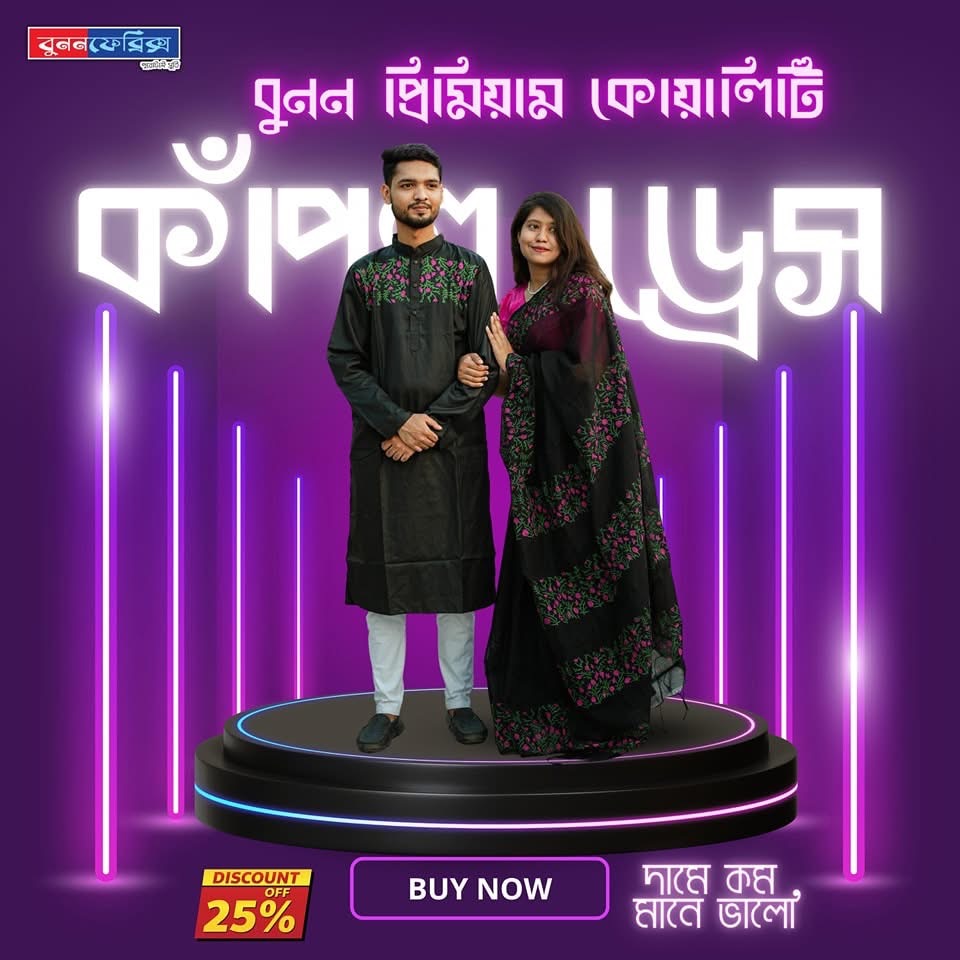 বুননফেব্রিক্স
বুনন প্রিমিয়াম কোয়ালিটি
কাঁপল ড্রেস
DISCOUNT
OFF
25%
BUY NOW
দামে কম
মানে ভালো